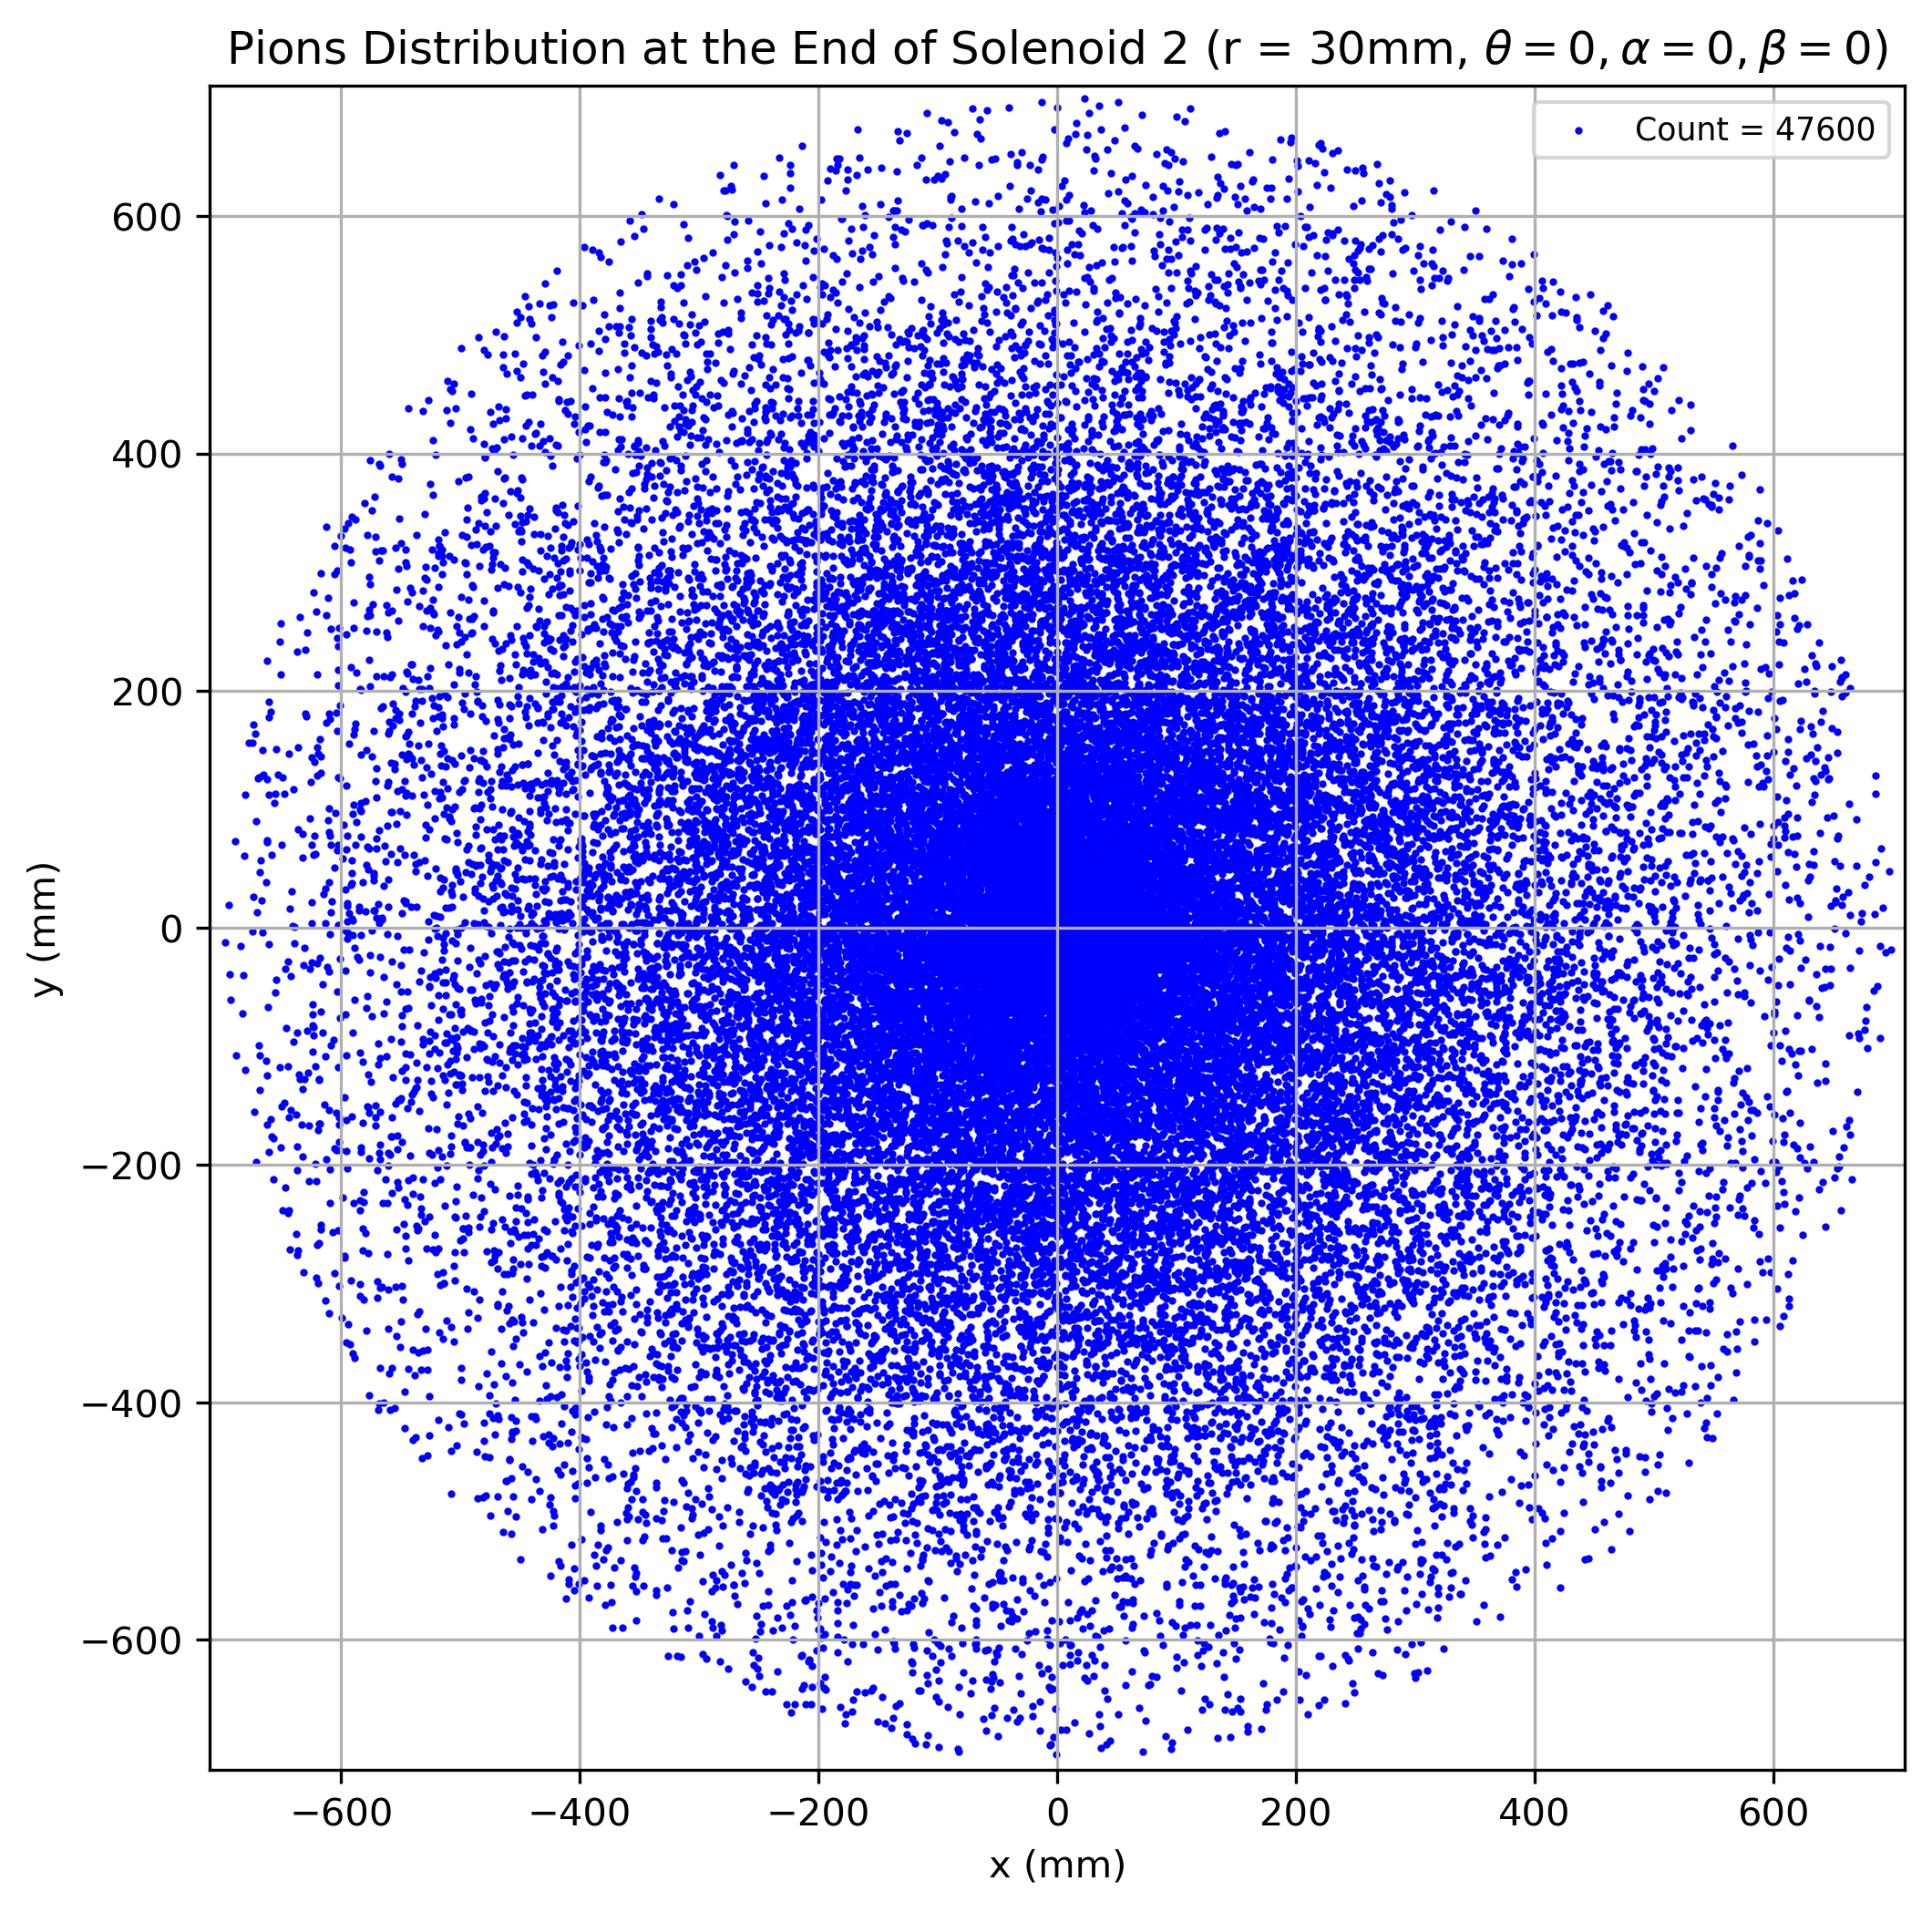 Pions Distribution at the End of Solenoid 2 (r = 30mm, θ = 0, α = 0, β = 0)
Count = 47600
600
400
200
0
−200
−400
−600
y (mm)
−600 −400 −200 0 200 400 600
x (mm)